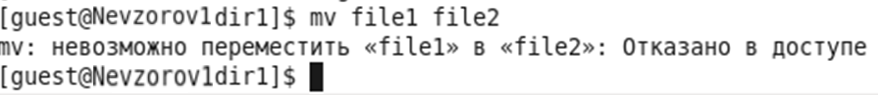 [guest@Nevzorov1dir1]$ mv file1 file2
mv: невозможно переместить «file1» в «file2»: Отказано в доступе
[guest@Nevzorov1dir1]$